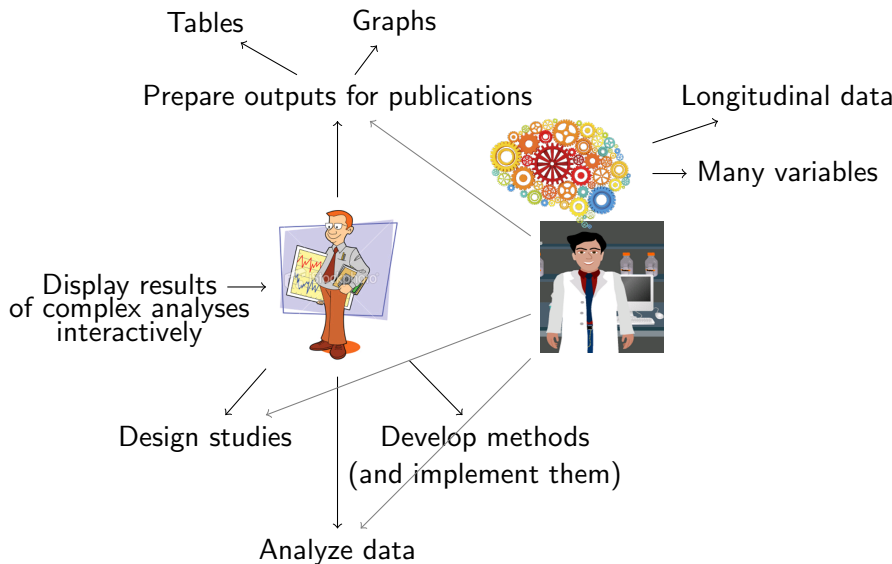 Tables
Graphs
Prepare outputs for publications
Longitudinal data
Many variables
Display results
of complex analyses
interactively
Design studies
Develop methods
(and implement them)
Analyze data